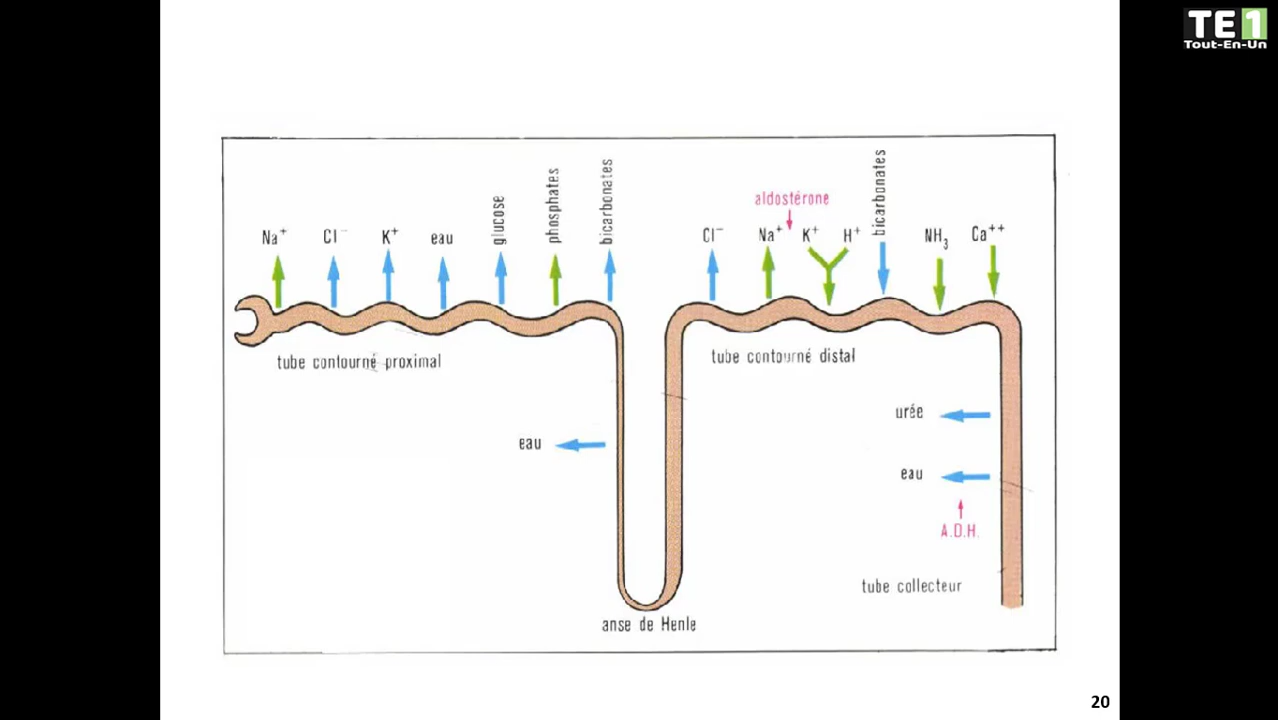 TE1
Tout-En-Un
Na⁺
Cl⁻
K⁺
eau
glucose
phosphates
bicarbonates
Cl⁻
aldostérone
Na⁺
K⁺
H⁺
bicarbonates
NH₃
Ca⁺⁺
tube contourné proximal
tube contourné distal
urée
eau
eau
A.D.H.
tube collecteur
anse de Henle
20